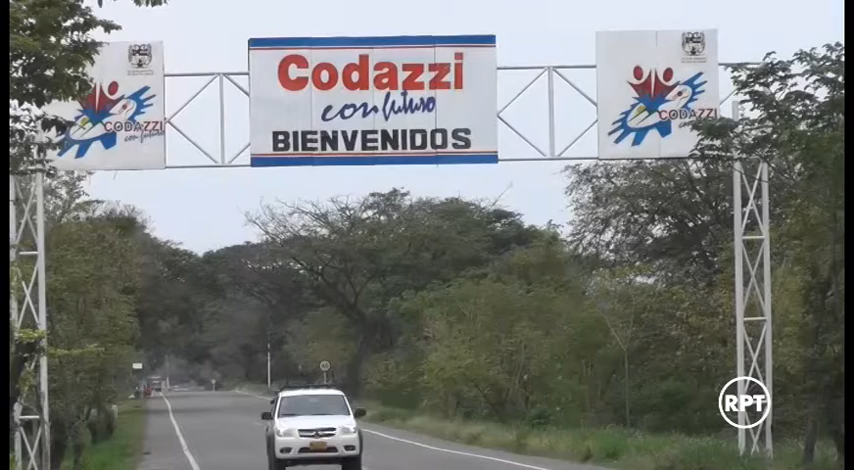 Codazzi
con futuro
BIENVENIDOS
CODAZZI
con futuro
CODAZZI
RPT